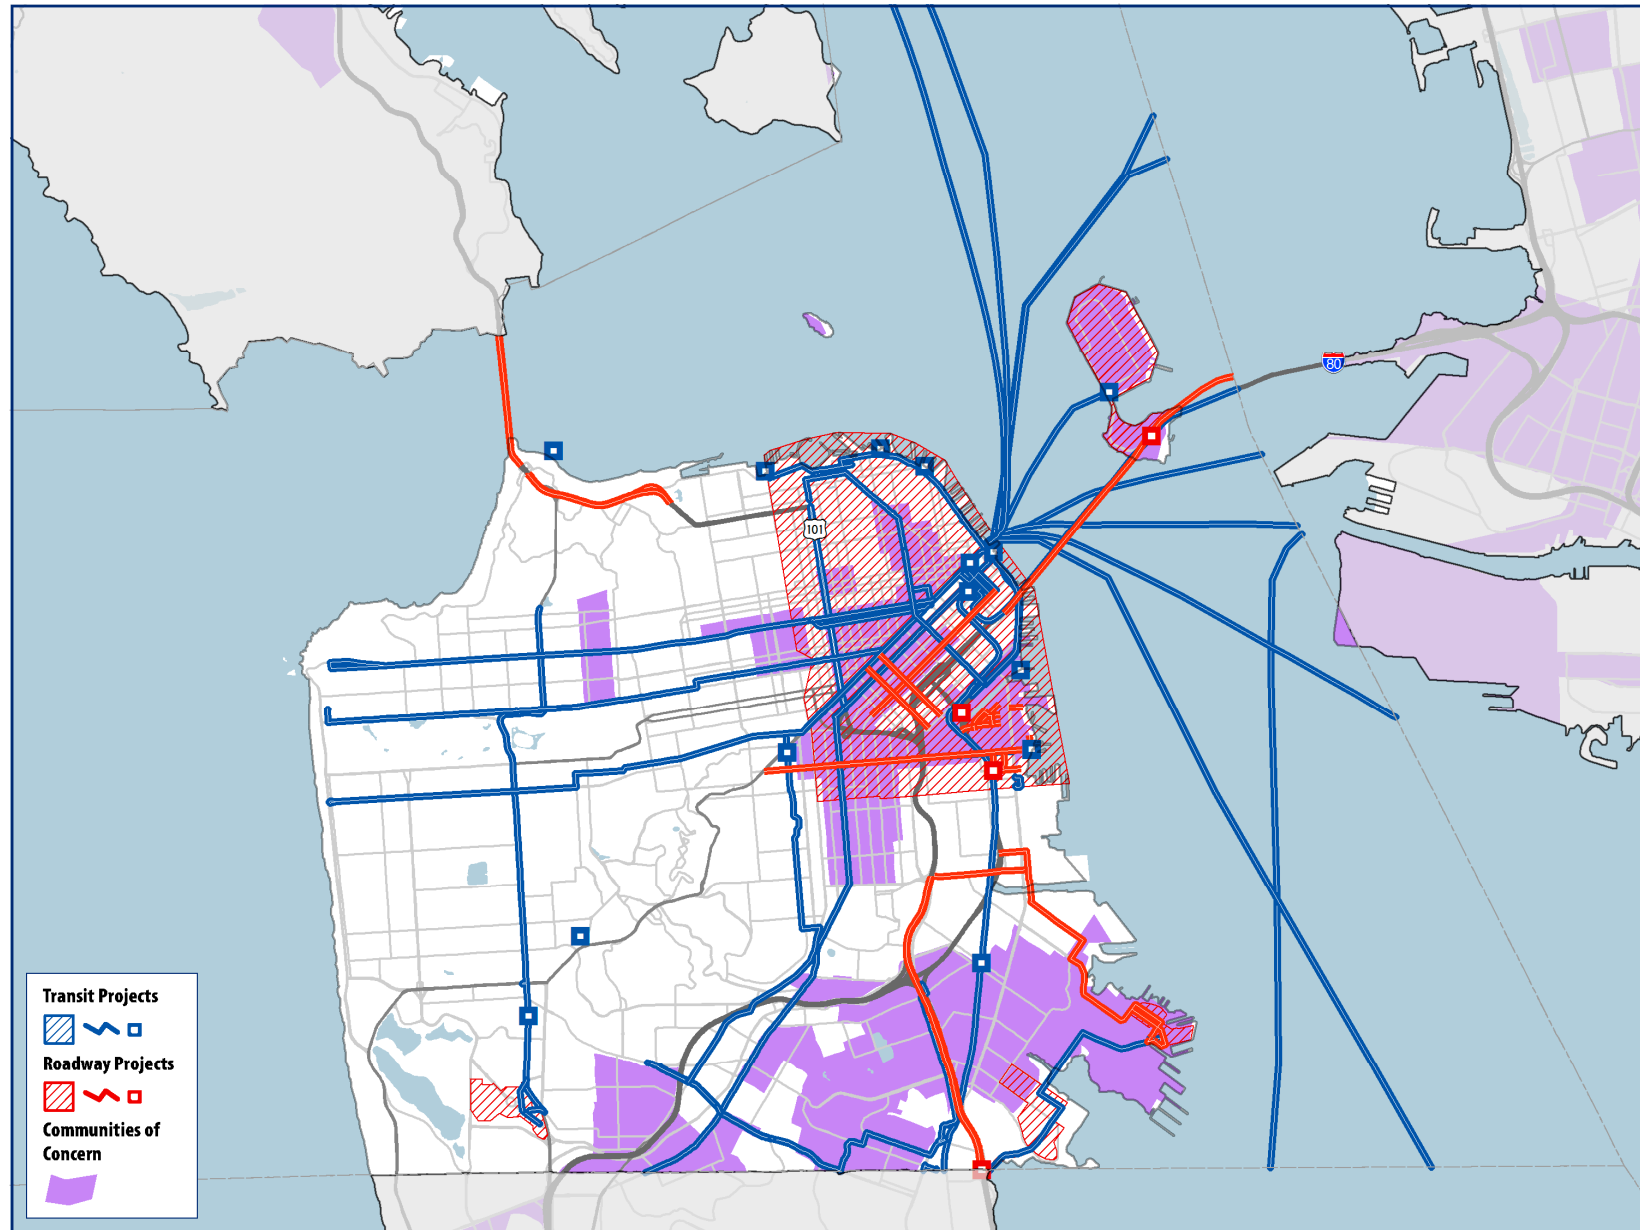 80
101
Transit Projects
Roadway Projects
Communities of
Concern